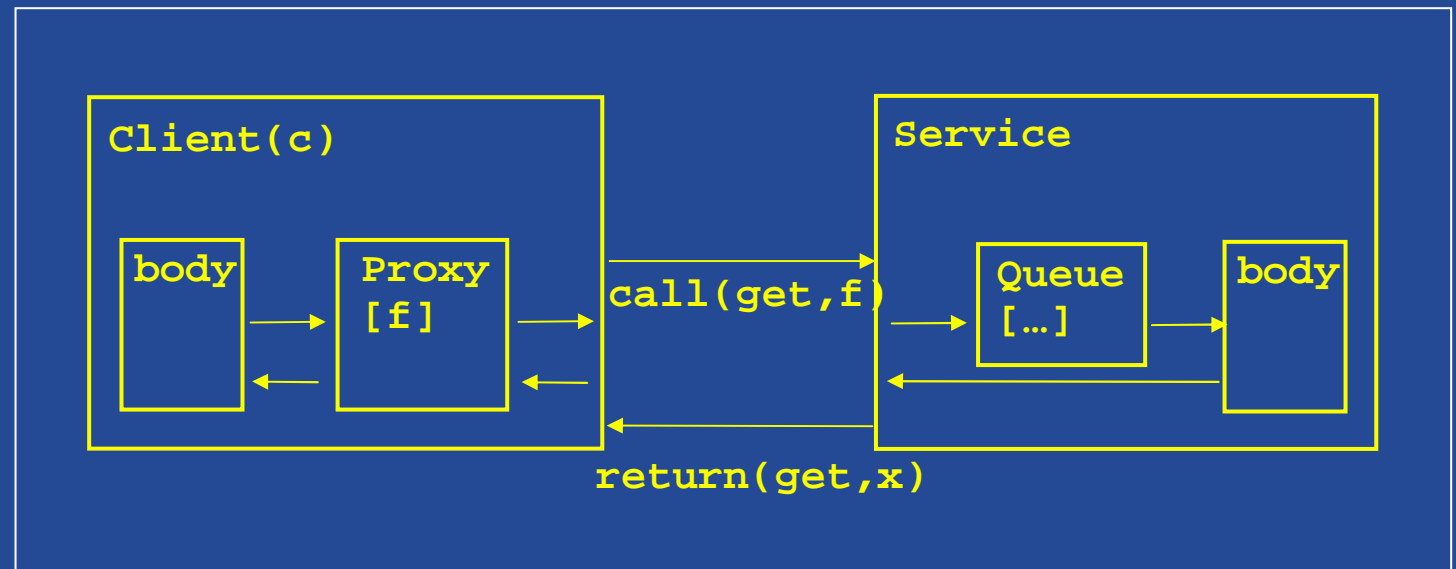 Client(c)
Service
body
Proxy
[f]
call(get,f)
Queue
[…]
body
return(get,x)